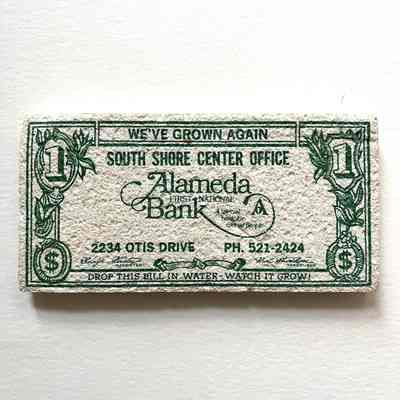 WE'VE GROWN AGAIN
1 1
SOUTH SHORE CENTER OFFICE
Alameda
FIRST NATIONAL
Bank
A
2234 OTIS DRIVE PH. 521-2424
$ $
DROP THIS BILL IN WATER-WATCH IT GROW!